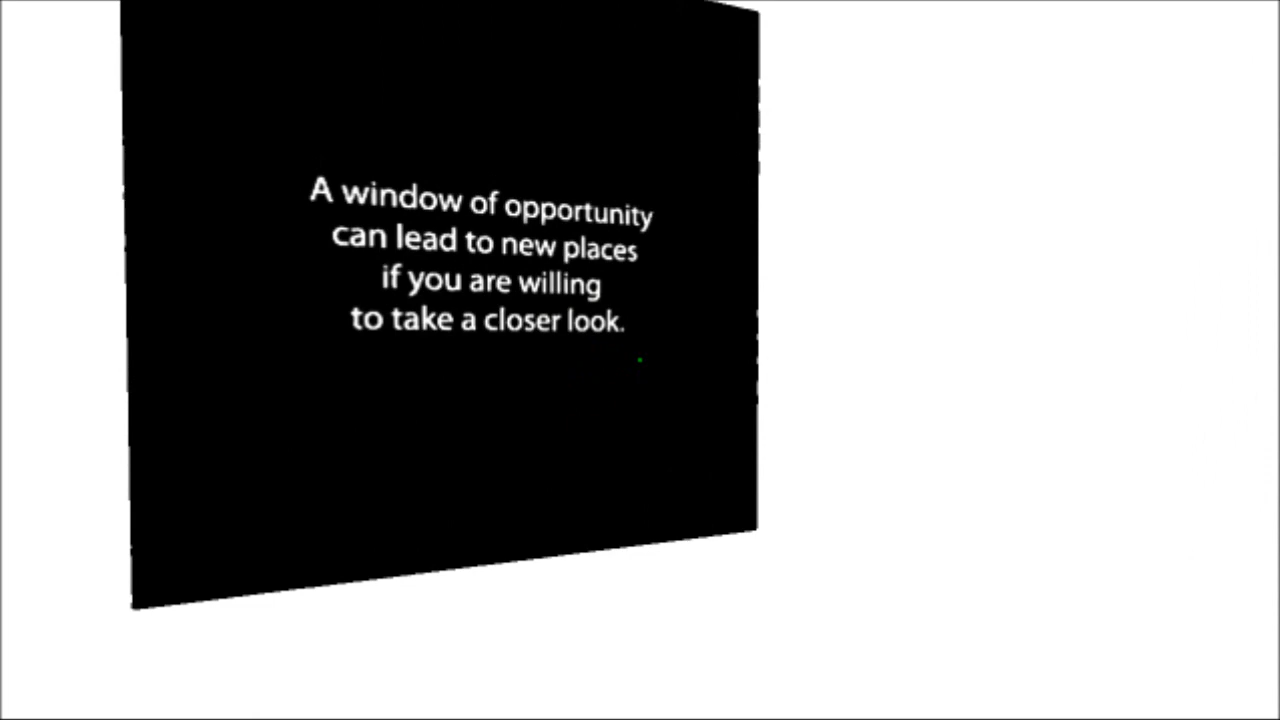 A window of opportunity
can lead to new places
if you are willing
to take a closer look.